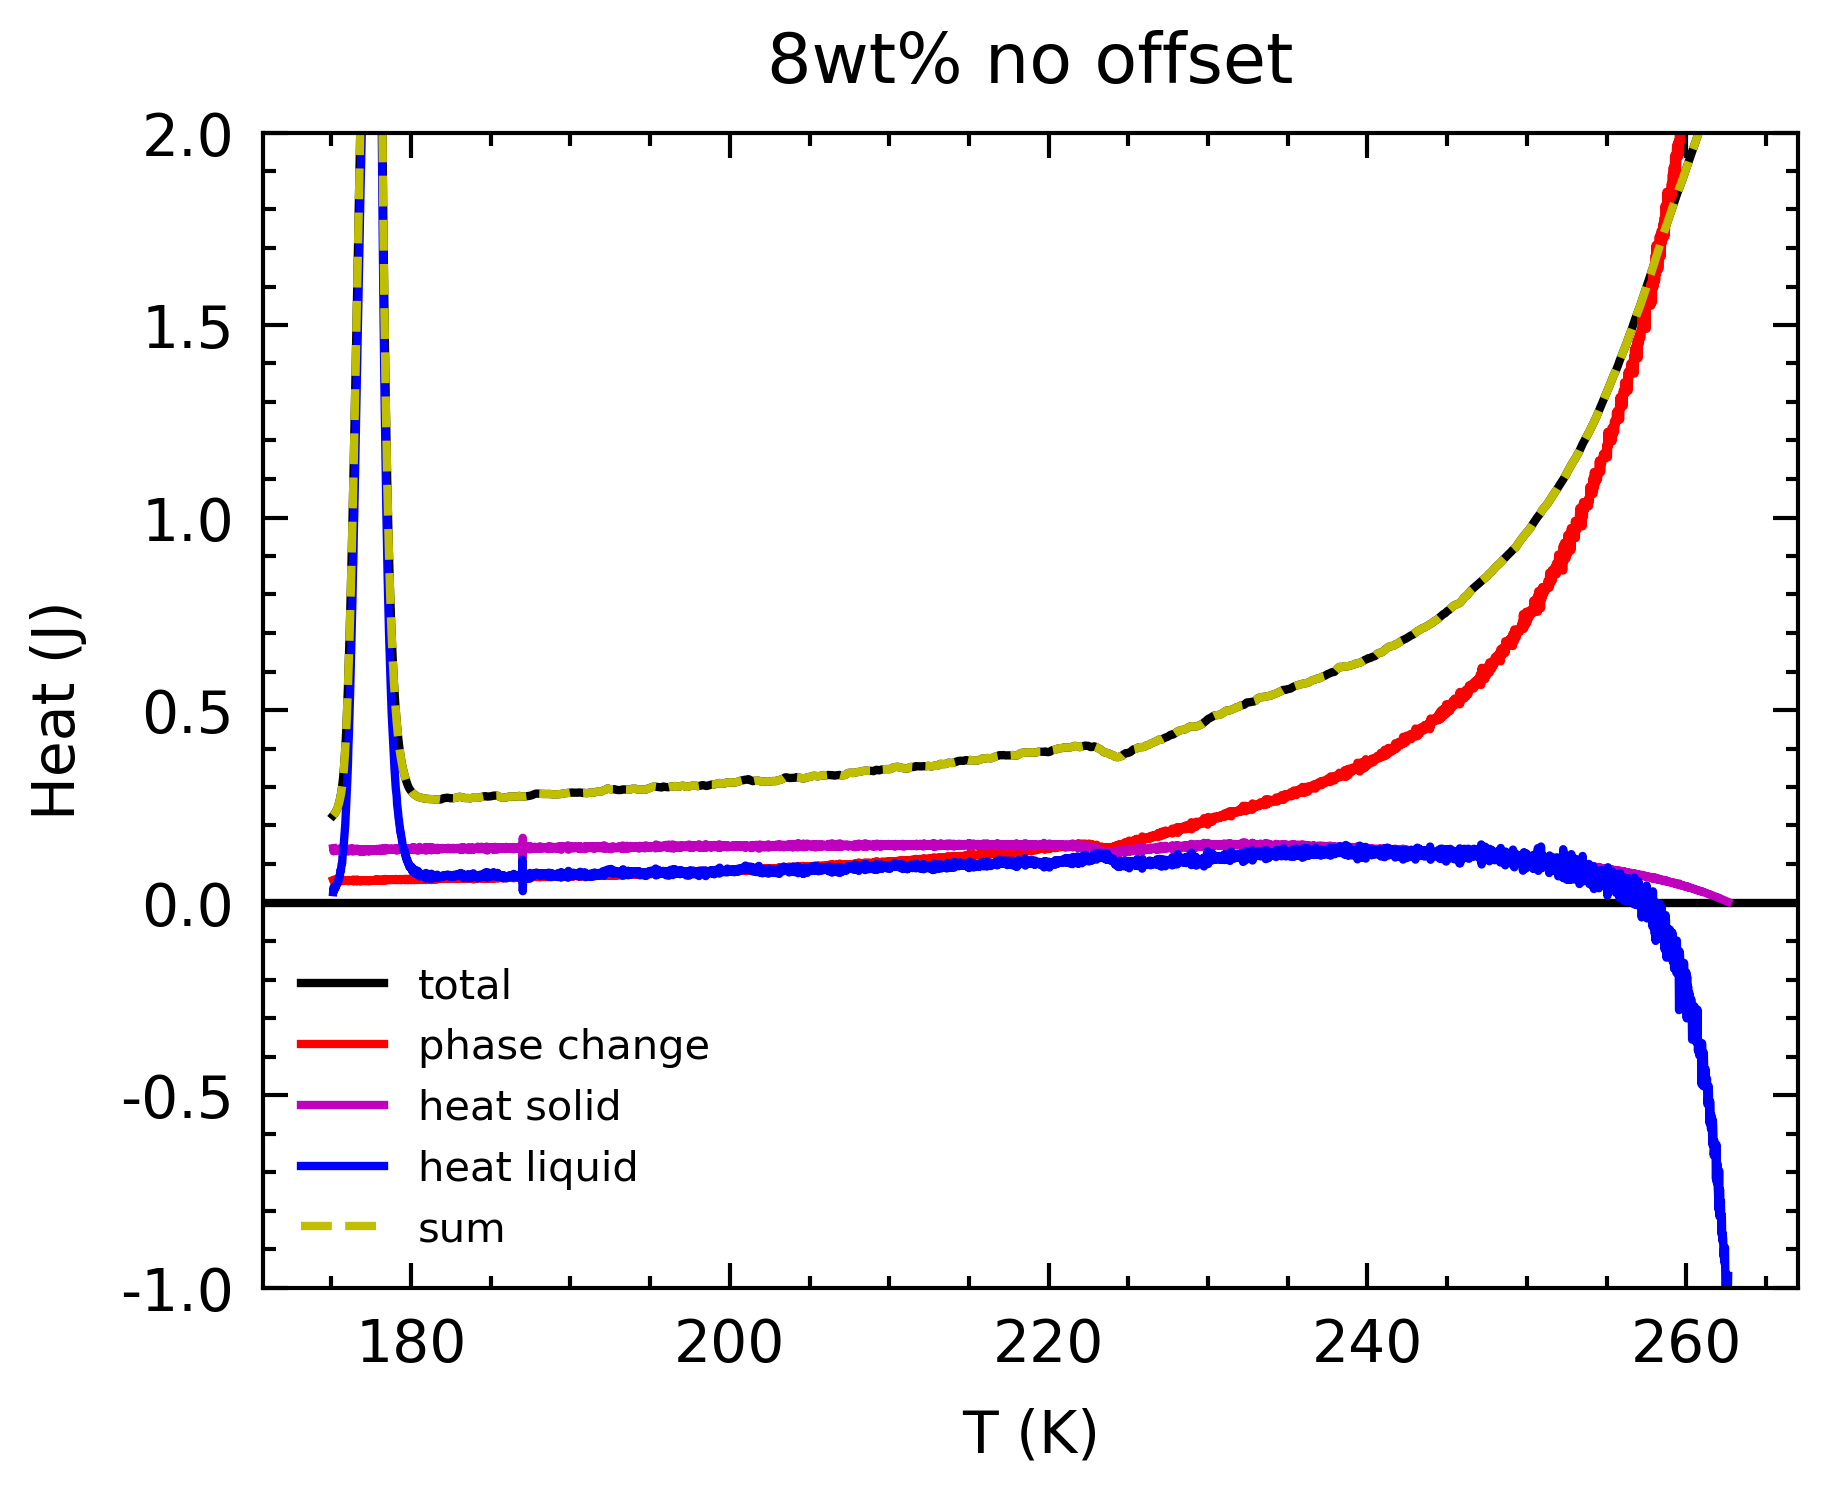 8wt% no offset
2.0
1.5
1.0
0.5
0.0
-0.5
-1.0
Heat (J)
total
phase change
heat solid
heat liquid
sum
180 200 220 240 260
T (K)